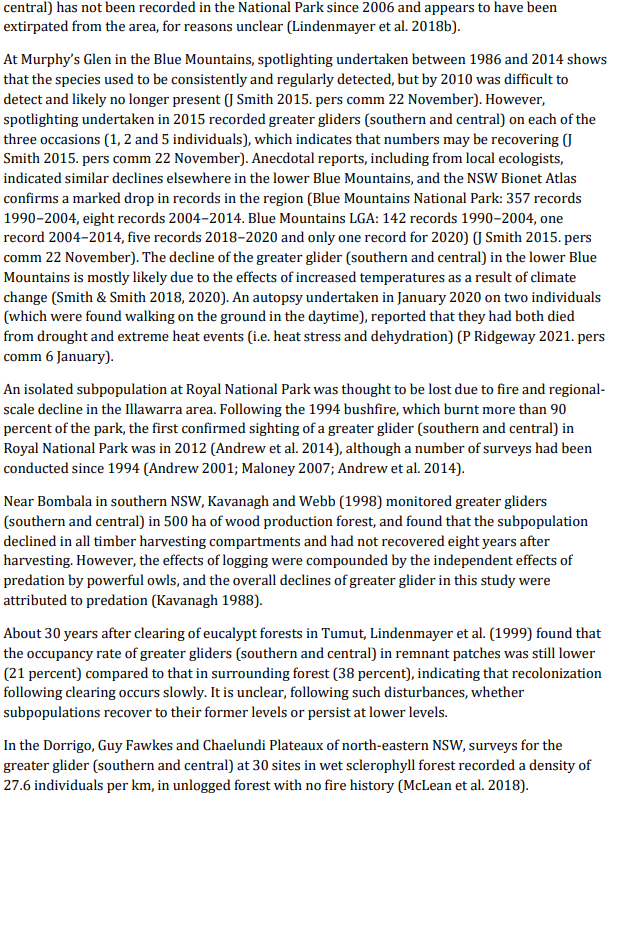 central) has not been recorded in the National Park since 2006 and appears to have been
extirpated from the area, for reasons unclear (Lindenmayer et al. 2018b).
At Murphy's Glen in the Blue Mountains, spotlighting undertaken between 1986 and 2014 shows
that the species used to be consistently and regularly detected, but by 2010 was difficult to
detect and likely no longer present (J Smith 2015. pers comm 22 November). However,
spotlighting undertaken in 2015 recorded greater gliders (southern and central) on each of the
three occasions (1, 2 and 5 individuals), which indicates that numbers may be recovering (J
Smith 2015. pers comm 22 November). Anecdotal reports, including from local ecologists,
indicated similar declines elsewhere in the lower Blue Mountains, and the NSW Bionet Atlas
confirms a marked drop in records in the region (Blue Mountains National Park: 357 records
1990–2004, eight records 2004–2014. Blue Mountains LGA: 142 records 1990–2004, one
record 2004–2014, five records 2018–2020 and only one record for 2020) (J Smith 2015. pers
comm 22 November). The decline of the greater glider (southern and central) in the lower Blue
Mountains is mostly likely due to the effects of increased temperatures as a result of climate
change (Smith & Smith 2018, 2020). An autopsy undertaken in January 2020 on two individuals
(which were found walking on the ground in the daytime), reported that they had both died
from drought and extreme heat events (i.e. heat stress and dehydration) (P Ridgeway 2021. pers
comm 6 January).
An isolated subpopulation at Royal National Park was thought to be lost due to fire and regional-
scale decline in the Illawarra area. Following the 1994 bushfire, which burnt more than 90
percent of the park, the first confirmed sighting of a greater glider (southern and central) in
Royal National Park was in 2012 (Andrew et al. 2014), although a number of surveys had been
conducted since 1994 (Andrew 2001; Maloney 2007; Andrew et al. 2014).
Near Bombala in southern NSW, Kavanagh and Webb (1998) monitored greater gliders
(southern and central) in 500 ha of wood production forest, and found that the subpopulation
declined in all timber harvesting compartments and had not recovered eight years after
harvesting. However, the effects of logging were compounded by the independent effects of
predation by powerful owls, and the overall declines of greater glider in this study were
attributed to predation (Kavanagh 1988).
About 30 years after clearing of eucalypt forests in Tumut, Lindenmayer et al. (1999) found that
the occupancy rate of greater gliders (southern and central) in remnant patches was still lower
(21 percent) compared to that in surrounding forest (38 percent), indicating that recolonization
following clearing occurs slowly. It is unclear, following such disturbances, whether
subpopulations recover to their former levels or persist at lower levels.
In the Dorrigo, Guy Fawkes and Chaelundi Plateaux of north-eastern NSW, surveys for the
greater glider (southern and central) at 30 sites in wet sclerophyll forest recorded a density of
27.6 individuals per km, in unlogged forest with no fire history (McLean et al. 2018).